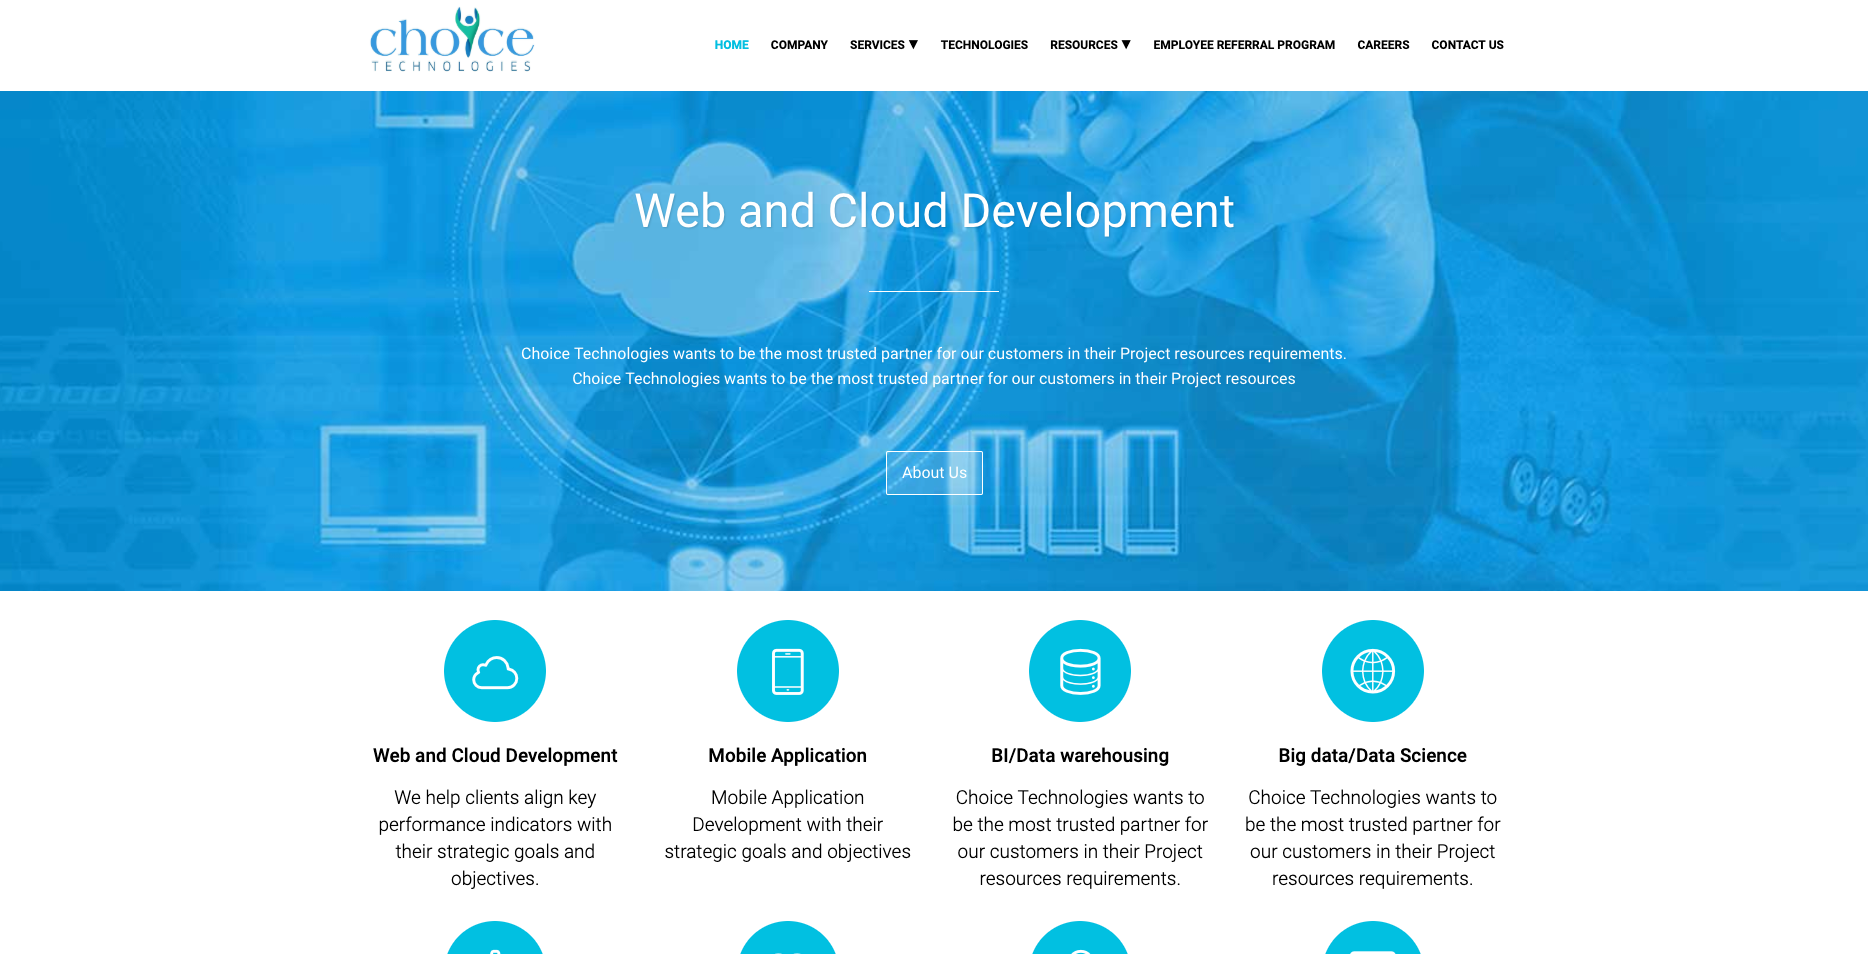 choice
TECHNOLOGIES
HOME COMPANY SERVICES ▼ TECHNOLOGIES RESOURCES ▼ EMPLOYEE REFERRAL PROGRAM CAREERS CONTACT US
Web and Cloud Development
Choice Technologies wants to be the most trusted partner for our customers in their Project resources requirements.
Choice Technologies wants to be the most trusted partner for our customers in their Project resources
About Us
Web and Cloud Development
We help clients align key
performance indicators with
their strategic goals and
objectives.
Mobile Application
Mobile Application
Development with their
strategic goals and objectives
BI/Data warehousing
Choice Technologies wants to
be the most trusted partner for
our customers in their Project
resources requirements.
Big data/Data Science
Choice Technologies wants to
be the most trusted partner for
our customers in their Project
resources requirements.